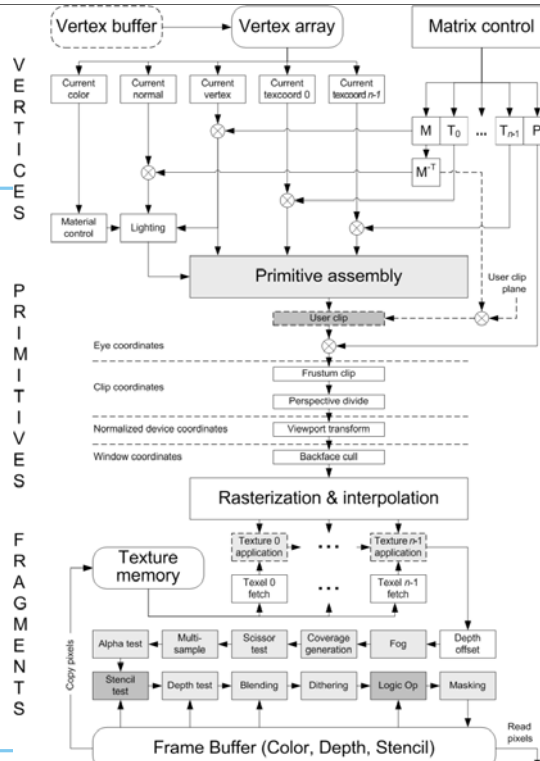 Vertex buffer
Vertex array
Matrix control
VERTICES
Current
color
Current
normal
Current
vertex
Current
texcoord 0
Current
texcoord n-1
M
T0
...
Tn-1
P
M-T
Material
control
Lighting
Primitive assembly
PRIMITIVES
User clip
plane
User clip
Eye coordinates
Frustum clip
Clip coordinates
Perspective divide
Normalized device coordinates
Viewport transform
Window coordinates
Backface cull
Rasterization & interpolation
FRAGMENTS
Texture 0
application
...
Texture n-1
application
Texture
memory
Texel 0
fetch
...
Texel n-1
fetch
Alpha test
Multi-
sample
Scissor
test
Coverage
generation
Fog
Depth
offset
Copy pixels
Stencil
test
Depth test
Blending
Dithering
Logic Op
Masking
Read
pixels
Frame Buffer (Color, Depth, Stencil)